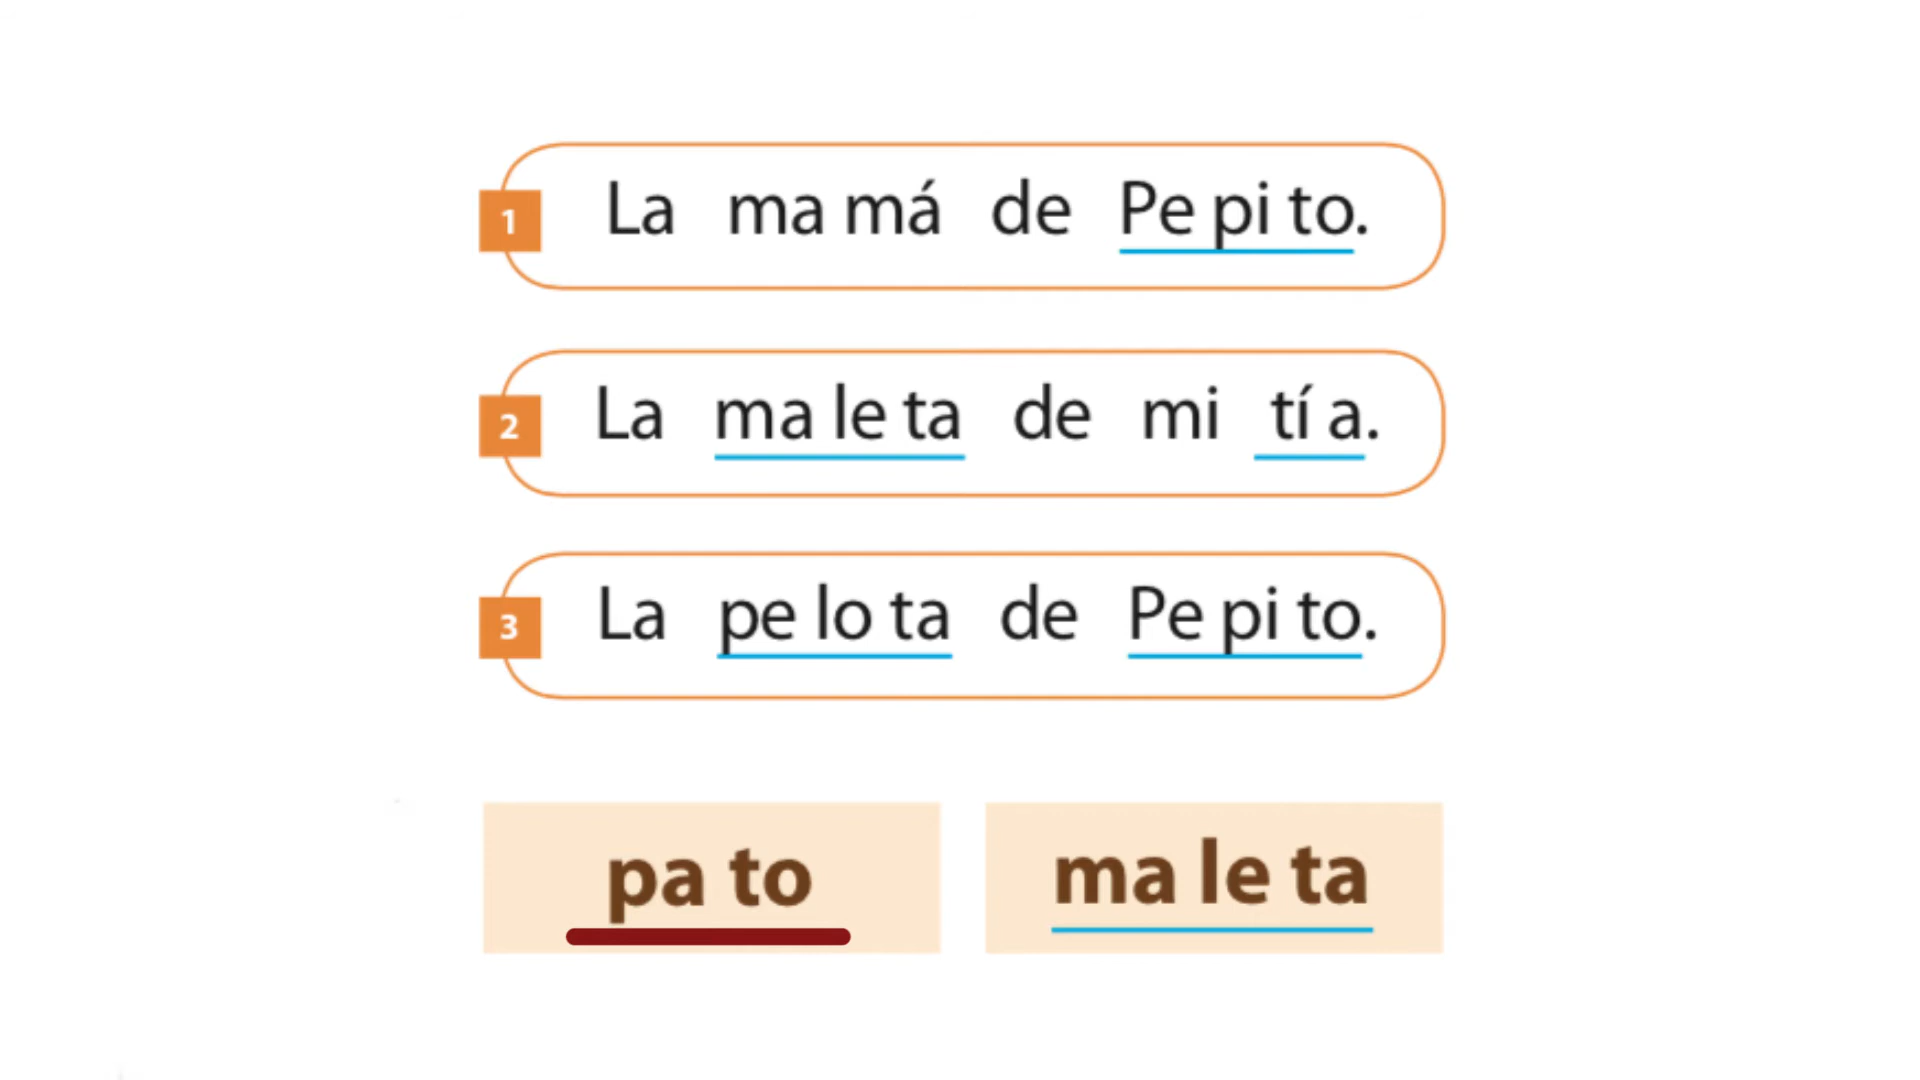 1 La ma má de Pe pi to.
2 La ma le ta de mi tí a.
3 La pe lo ta de Pe pi to.
pa to ma le ta